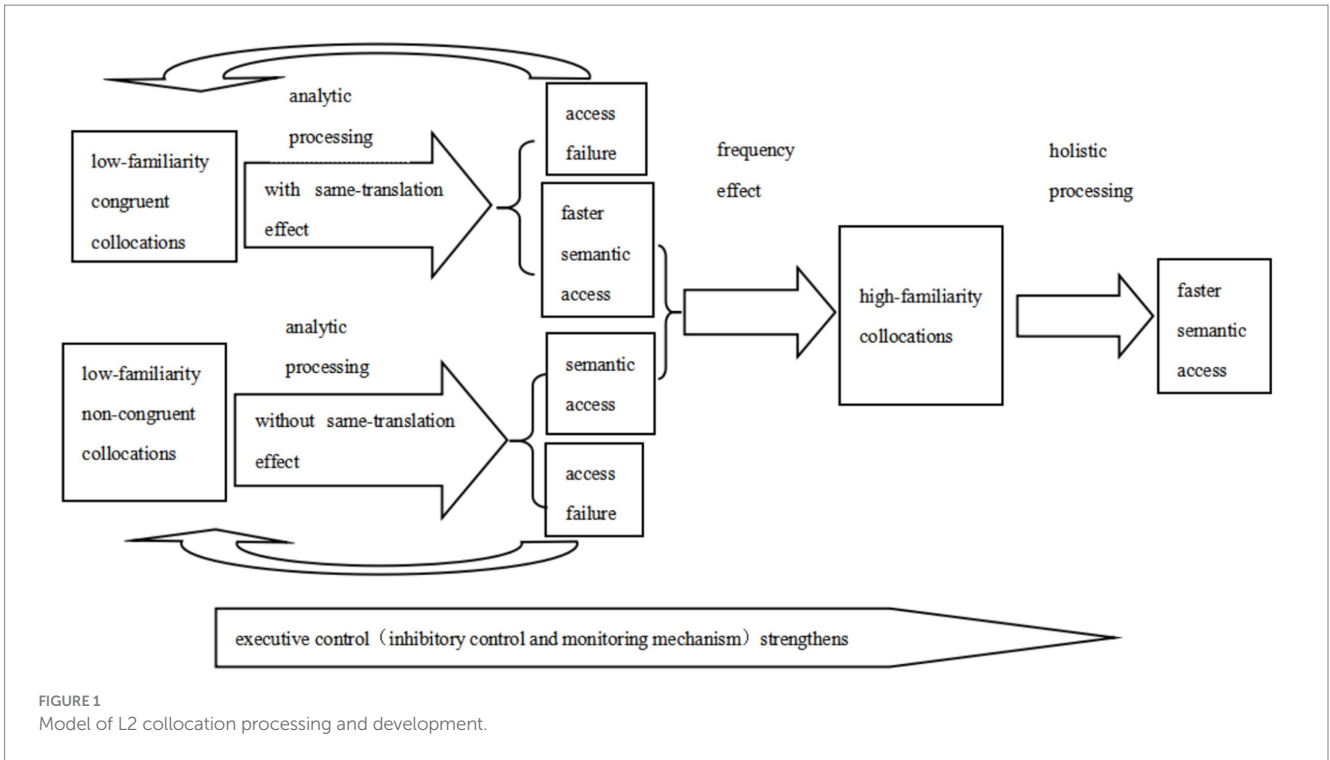 analytic
processing
low-familiarity
congruent
collocations
with same-translation
effect
access
failure
faster
semantic
access
frequency
effect
holistic
processing
high-familiarity
collocations
faster
semantic
access
analytic
processing
low-familiarity
non-congruent
collocations
without same-translation
effect
semantic
access
access
failure
executive control（inhibitory control and monitoring mechanism）strengthens
FIGURE 1
Model of L2 collocation processing and development.